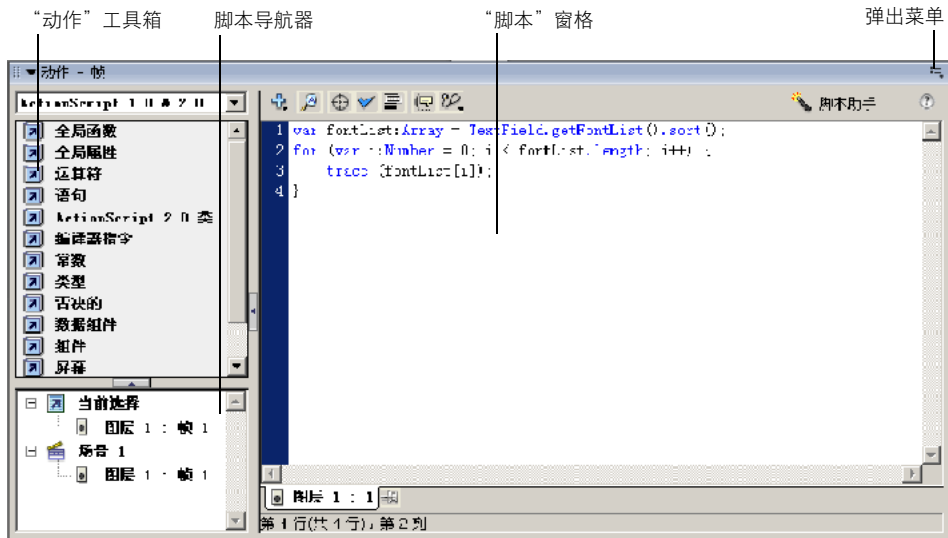 “动作”工具箱
脚本导航器
“脚本”窗格
弹出菜单
动作 - 帧
ActionScript 1.0 & 2.0
脚本助手
全局函数
全局属性
运算符
语句
ActionScript 2.0 类
编译器指令
常数
类型
否决的
数据组件
组件
屏幕
1 var fontList:Array = TextField.getFontList().sort();
2 for (var i:Number = 0; i < fontList.length; i++) {
3 trace (fontList[i]);
4 }
当前选择
图层 1 : 帧 1
场景 1
图层 1 : 帧 1
图层 1 : 1
第 4 行(共 4 行), 第 2 列